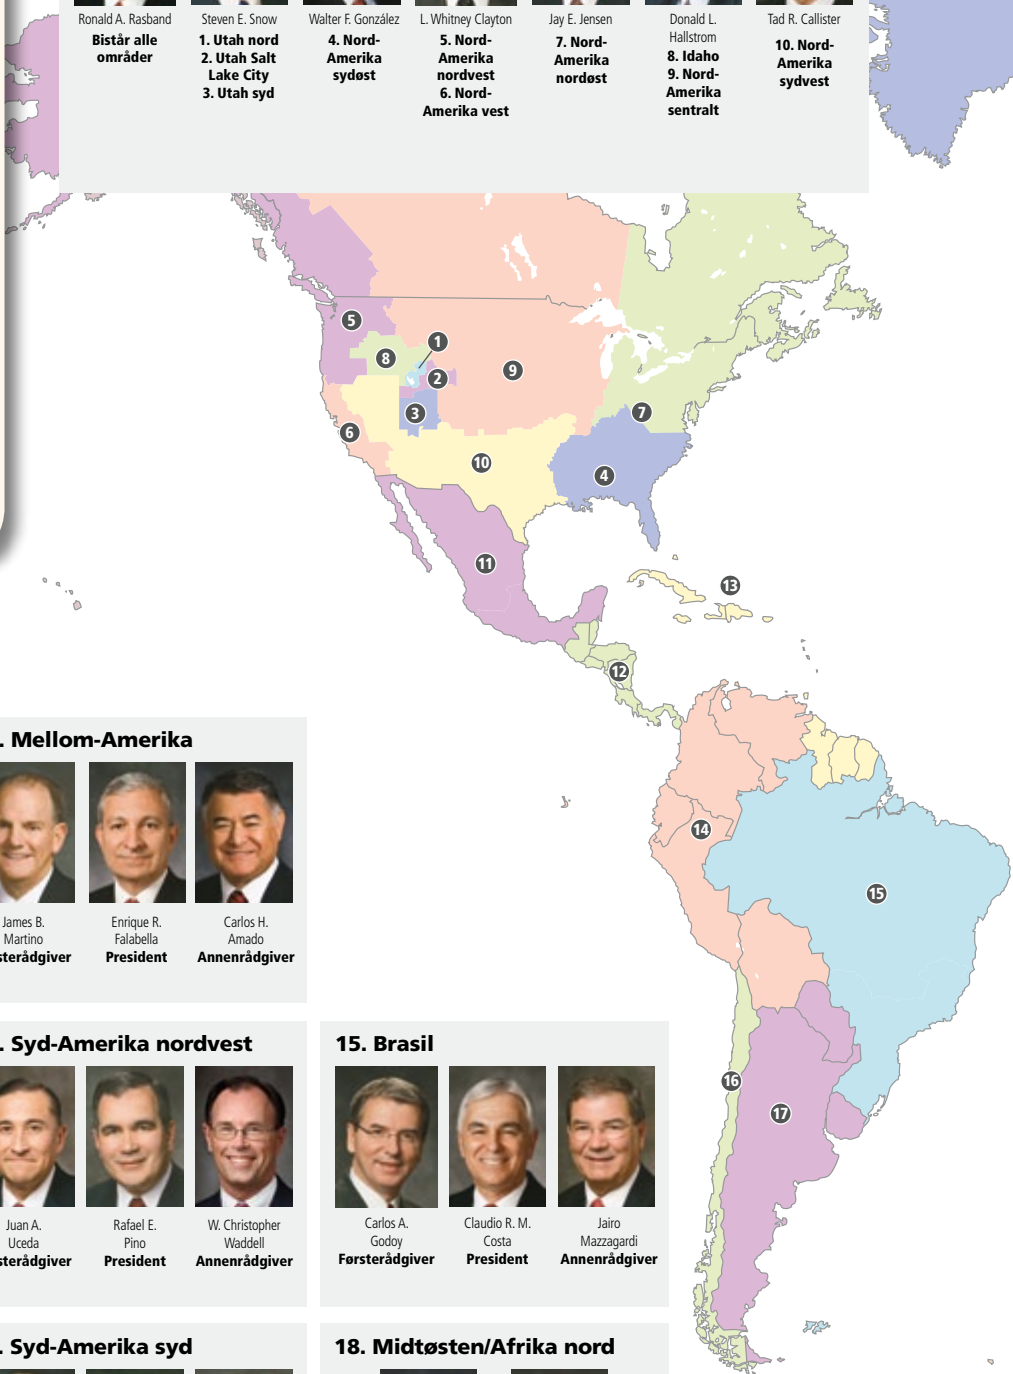 Ronald A. Rasband
Bistår alle
områder
Steven E. Snow
1. Utah nord
2. Utah Salt
Lake City
3. Utah syd
Walter F. González
4. Nord-
Amerika
sydøst
L. Whitney Clayton
5. Nord-
Amerika
nordvest
6. Nord-
Amerika vest
Jay E. Jensen
7. Nord-
Amerika
nordøst
Donald L.
Hallstrom
8. Idaho
9. Nord-
Amerika
sentralt
Tad R. Callister
10. Nord-
Amerika
sydvest
5
1
8
2
9
3
7
6
10
4
11
13
12
14
15
16
17
. Mellom-Amerika
James B.
Martino
sterådgiver
Enrique R.
Falabella
President
Carlos H.
Amado
Annenrådgiver
. Syd-Amerika nordvest
Juan A.
Uceda
sterådgiver
Rafael E.
Pino
President
W. Christopher
Waddell
Annenrådgiver
15. Brasil
Carlos A.
Godoy
Førsterådgiver
Claudio R. M.
Costa
President
Jairo
Mazzagardi
Annenrådgiver
. Syd-Amerika syd
18. Midtøsten/Afrika nord